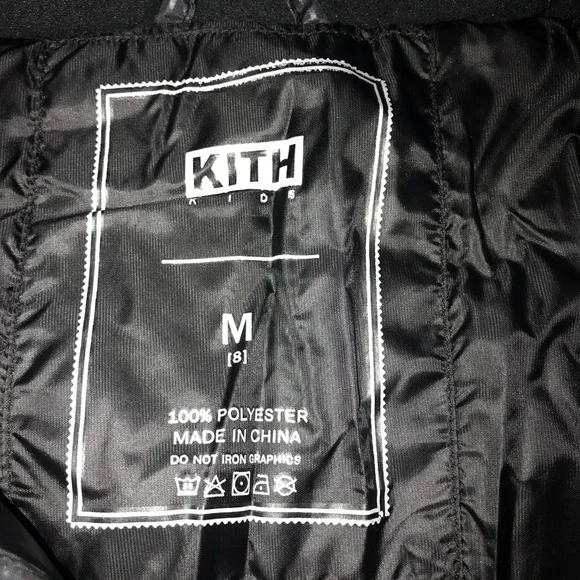 KITH
KIDS
M
[8]
100% POLYESTER
MADE IN CHINA
DO NOT IRON GRAPHICS